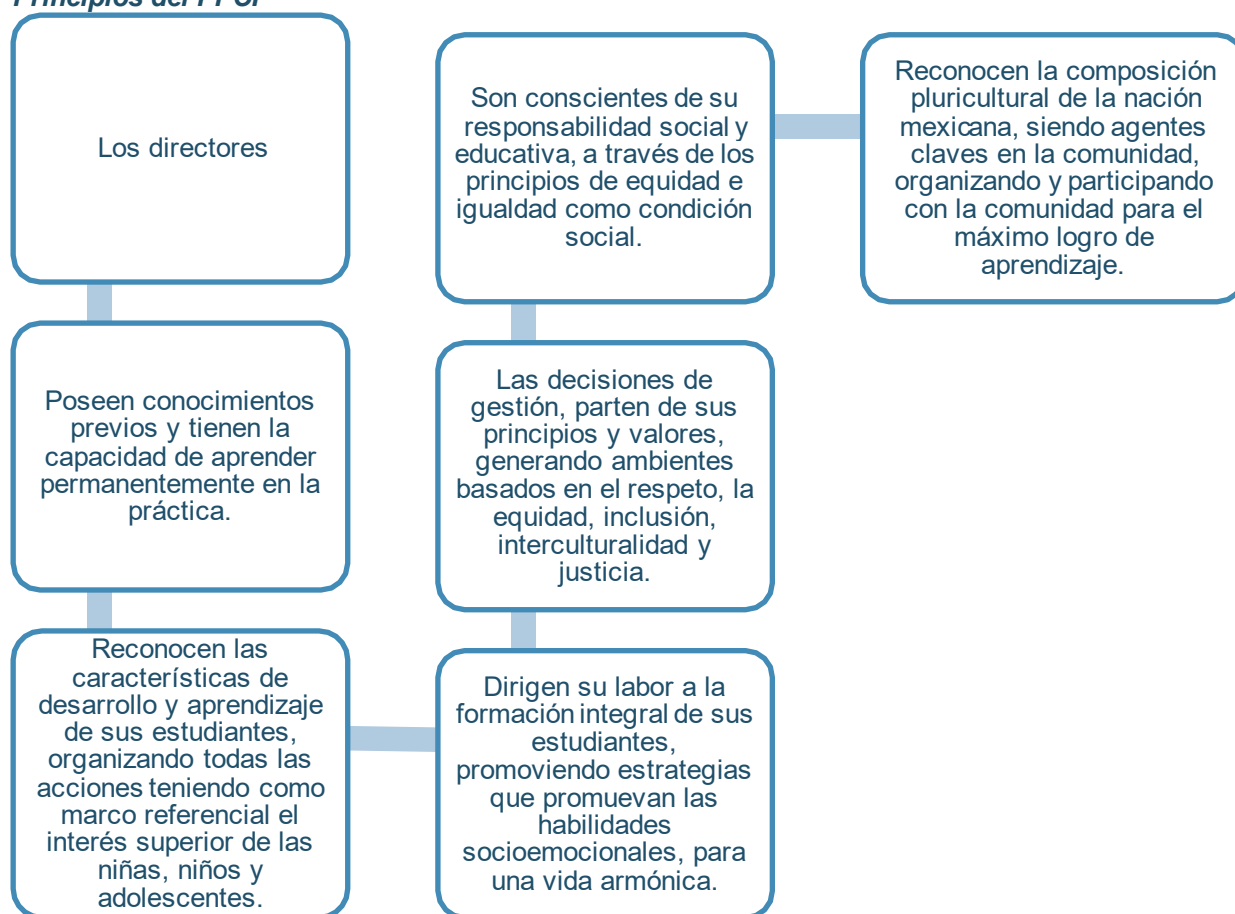 Principios del PPCP
Los directores
Poseen conocimientos
previos y tienen la
capacidad de aprender
permanentemente en la
práctica.
Reconocen las
características de
desarrollo y aprendizaje
de sus estudiantes,
organizando todas las
acciones teniendo como
marco referencial el
interés superior de las
niñas, niños y
adolescentes.
Dirigen su labor a la
formación integral de sus
estudiantes,
promoviendo estrategias
que promuevan las
habilidades
socioemocionales, para
una vida armónica.
Las decisiones de
gestión, parten de sus
principios y valores,
generando ambientes
basados en el respeto, la
equidad, inclusión,
interculturalidad y
justicia.
Son conscientes de su
responsabilidad social y
educativa, a través de los
principios de equidad e
igualdad como condición
social.
Reconocen la composición
pluricultural de la nación
mexicana, siendo agentes
claves en la comunidad,
organizando y participando
con la comunidad para el
máximo logro de
aprendizaje.